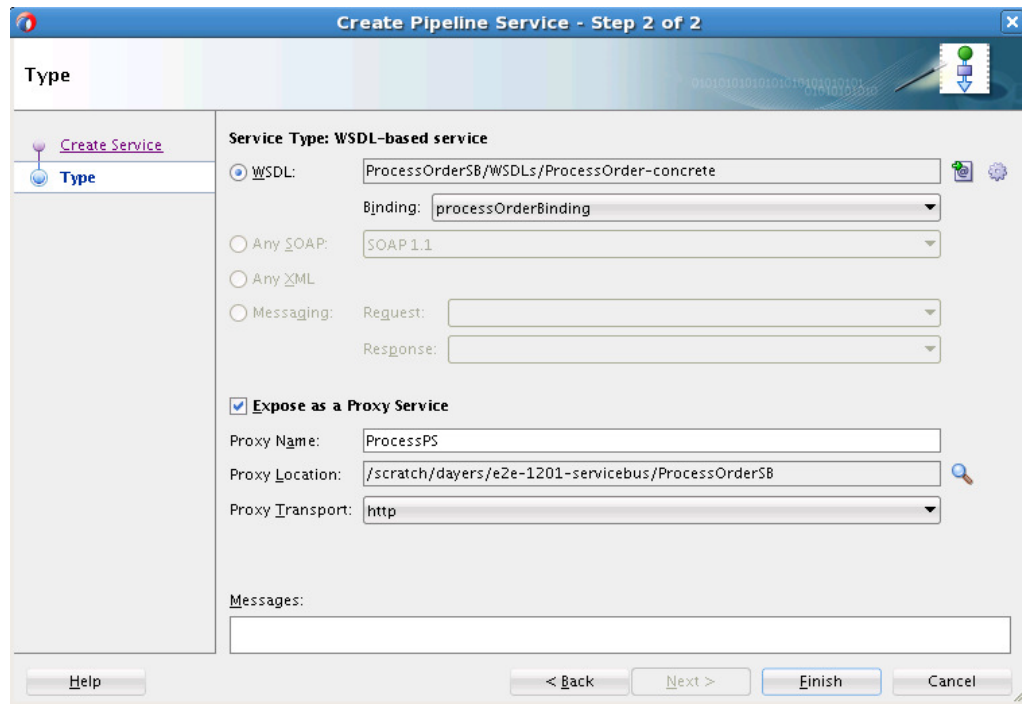 Create Pipeline Service - Step 2 of 2
Type
Create Service
Type
Service Type: WSDL-based service
WSDL: ProcessOrderSB/WSDLs/ProcessOrder-concrete
Binding: processOrderBinding
Any SOAP: SOAP 1.1
Any XML
Messaging: Request:
Response:
Expose as a Proxy Service
Proxy Name: ProcessPS
Proxy Location: /scratch/dayers/e2e-1201-servicebus/ProcessOrderSB
Proxy Transport: http
Messages:
Help < Back Next > Finish Cancel